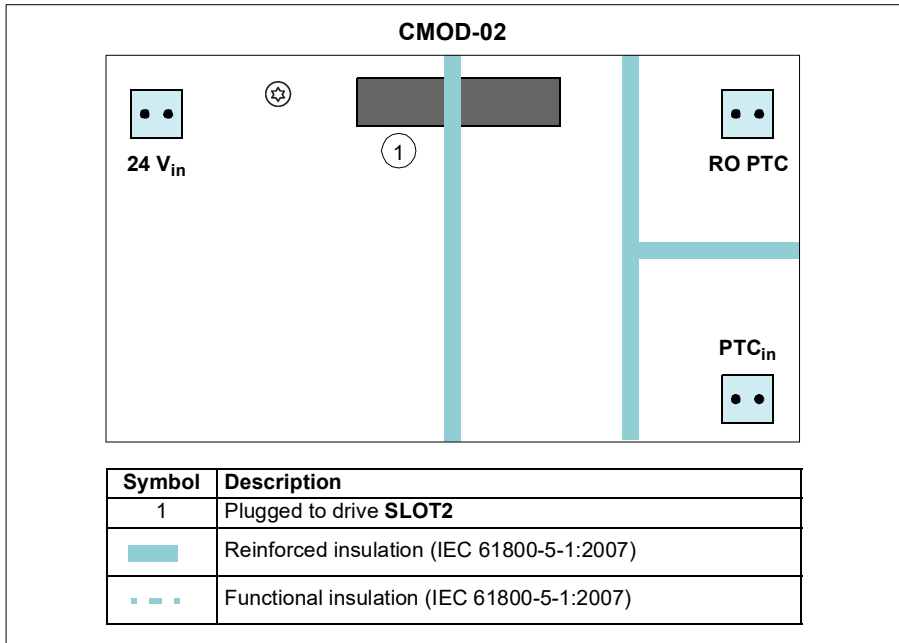 CMOD-02
24 Vin
1
RO PTC
PTCin
Symbol Description
1 Plugged to drive SLOT2
Reinforced insulation (IEC 61800-5-1:2007)
Functional insulation (IEC 61800-5-1:2007)